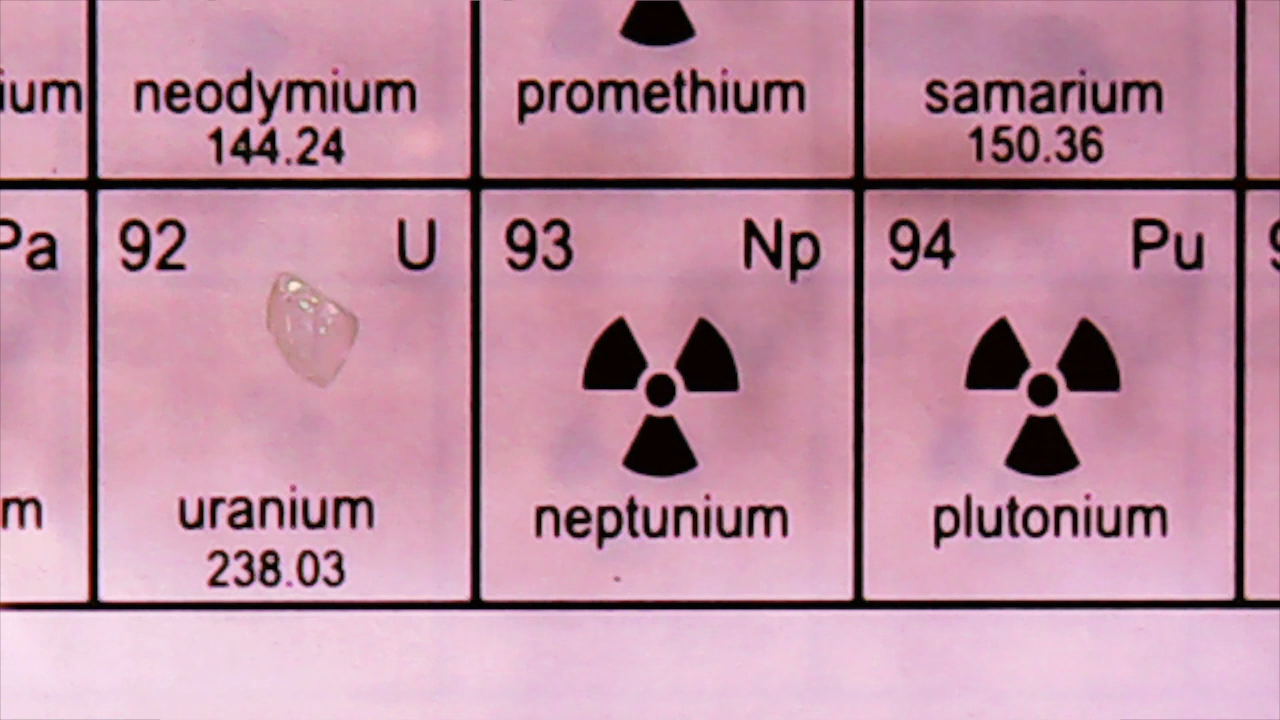 ium neodymium promethium samarium
144.24 150.36
Pa 92 U 93 Np 94 Pu 9
m uranium neptunium plutonium
238.03